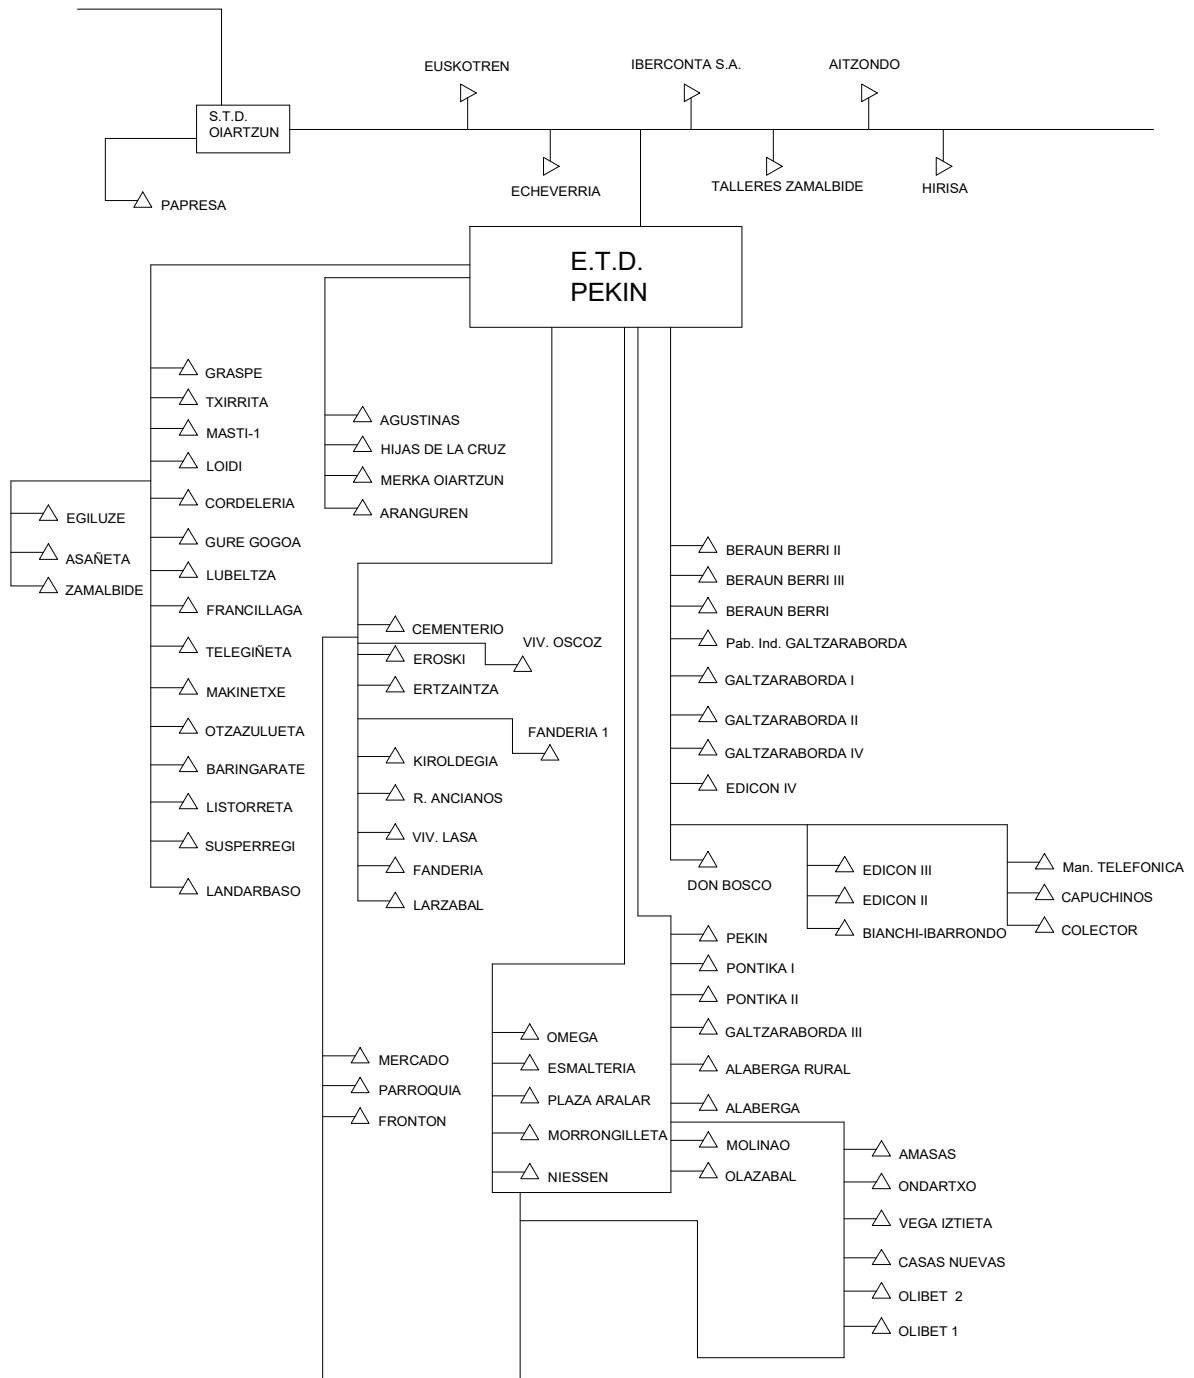 EUSKOTREN
IBERCONTA S.A.
AITZONDO
S.T.D.
OIARTZUN
ECHEVERRIA
TALLERES ZAMALBIDE
HIRISA
PAPRESA
E.T.D.
PEKIN
GRASPE
TXIRRITA
MASTI-1
LOIDI
CORDELERIA
GURE GOGOA
LUBELTZA
FRANCILLAGA
TELEGIÑETA
MAKINETXE
OTZAZULUETA
BARINGARATE
LISTORRETA
SUSPERREGI
LANDARBASO
EGILUZE
ASAÑETA
ZAMALBIDE
AGUSTINAS
HIJAS DE LA CRUZ
MERKA OIARTZUN
ARANGUREN
CEMENTERIO
VIV. OSCOZ
EROSKI
ERTZAINTZA
FANDERIA 1
KIROLDEGIA
R. ANCIANOS
VIV. LASA
FANDERIA
LARZABAL
MERCADO
PARROQUIA
FRONTON
BERAUN BERRI II
BERAUN BERRI III
BERAUN BERRI
Pab. Ind. GALTZARABORDA
GALTZARABORDA I
GALTZARABORDA II
GALTZARABORDA IV
EDICON IV
DON BOSCO
EDICON III
EDICON II
BIANCHI-IBARRONDO
Man. TELEFONICA
CAPUCHINOS
COLECTOR
PEKIN
PONTIKA I
PONTIKA II
GALTZARABORDA III
ALABERGA RURAL
ALABERGA
MOLINAO
OLAZABAL
OMEGA
ESMALTERIA
PLAZA ARALAR
MORRONGILLETA
NIESSEN
AMASAS
ONDARTXO
VEGA IZTIETA
CASAS NUEVAS
OLIBET 2
OLIBET 1